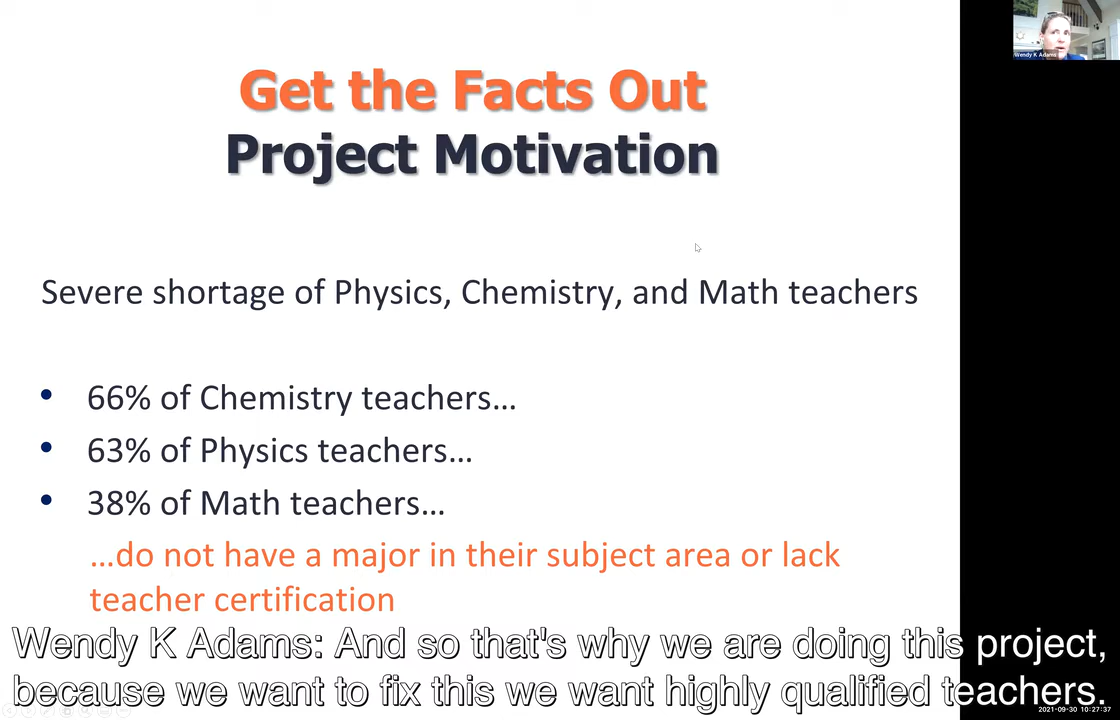 Get the Facts Out
Project Motivation
Wendy K Adams
Severe shortage of Physics, Chemistry, and Math teachers
• 66% of Chemistry teachers…
• 63% of Physics teachers…
• 38% of Math teachers…
…do not have a major in their subject area or lack
teacher certification
Wendy K Adams: And so that's why we are doing this project,
because we want to fix this we want highly qualified teachers.
2021-09-30 10:27:37